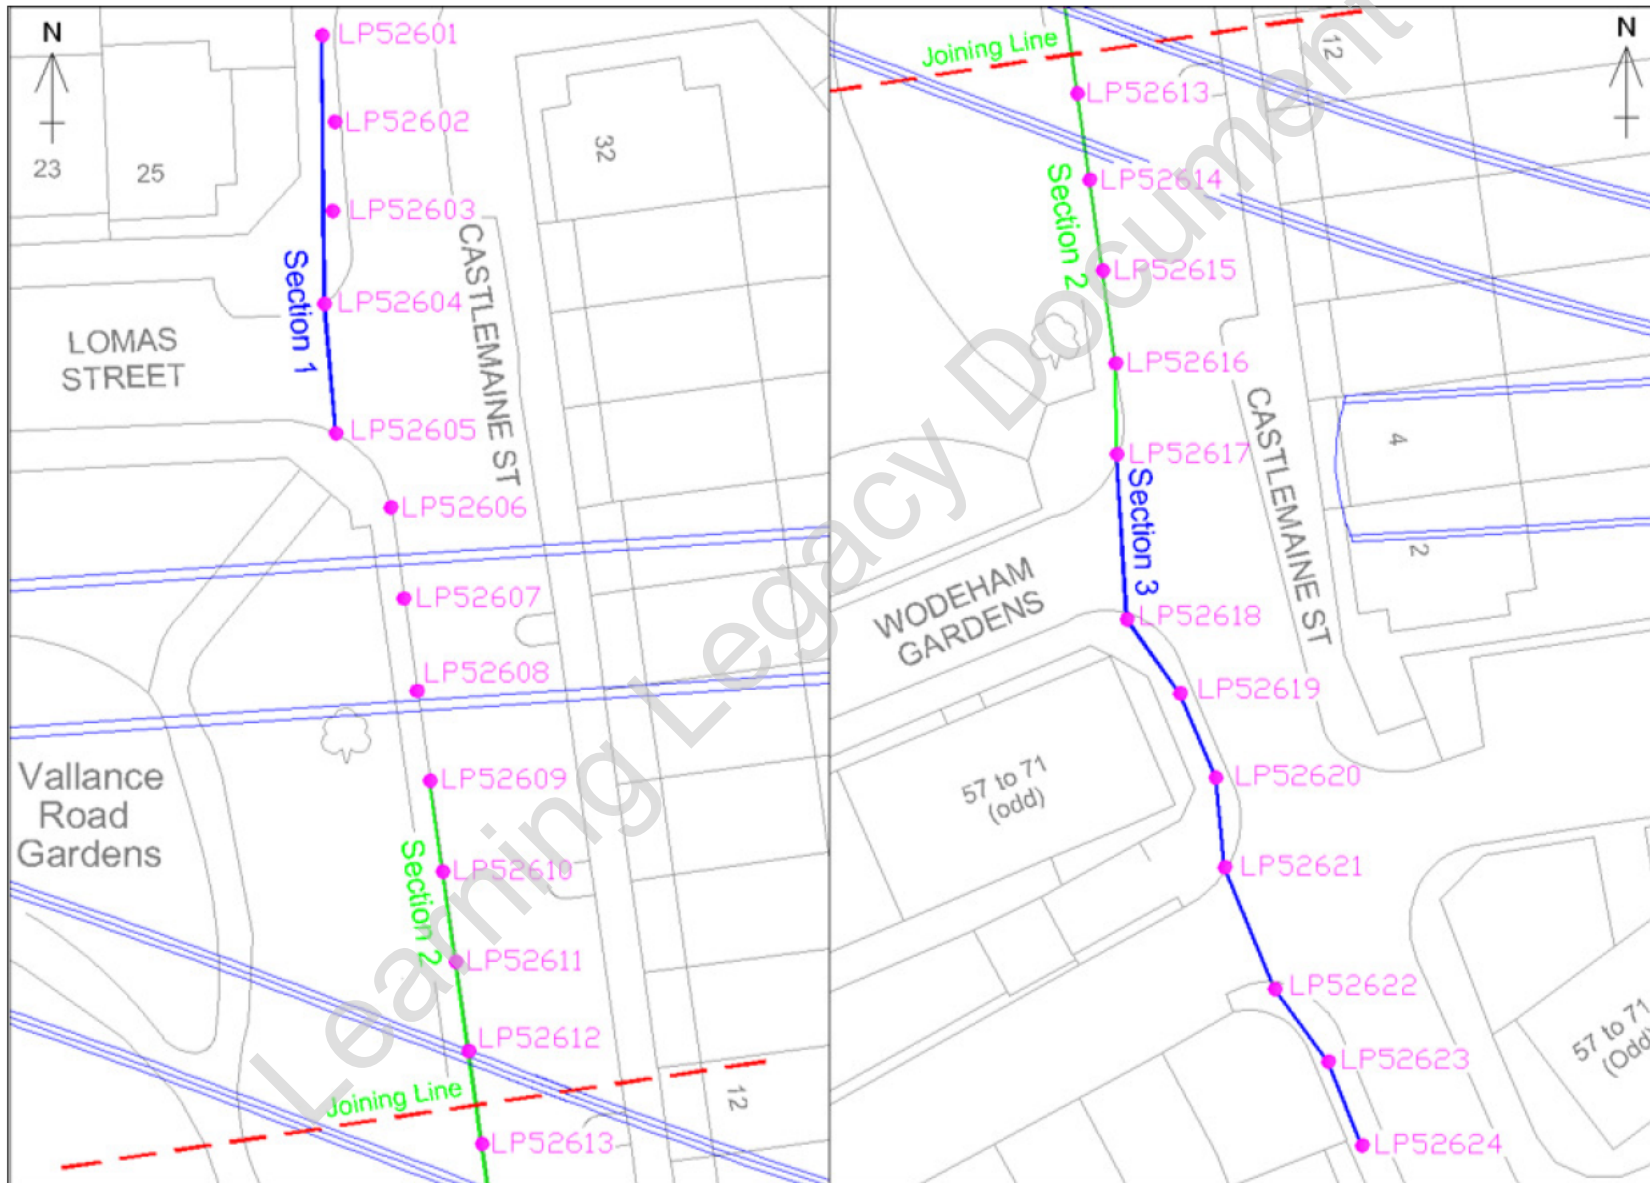 N
LP52601
LP52602
23
25
32
LP52603
CASTLEMAINE ST
Section 1
LP52604
LOMAS
STREET
LP52605
LP52606
LP52607
LP52608
Vallance
Road
Gardens
LP52609
Section 2
LP52610
LP52611
LP52612
Joining Line
12
LP52613
N
Joining Line
12
LP52613
Section 2
LP52614
LP52615
LP52616
CASTLEMAINE ST
4
LP52617
Section 3
2
WODEHAM
GARDENS
LP52618
LP52619
57 to 71
(odd)
LP52620
LP52621
LP52622
57 to 71
(Odd)
LP52623
LP52624
Learning Legacy Document